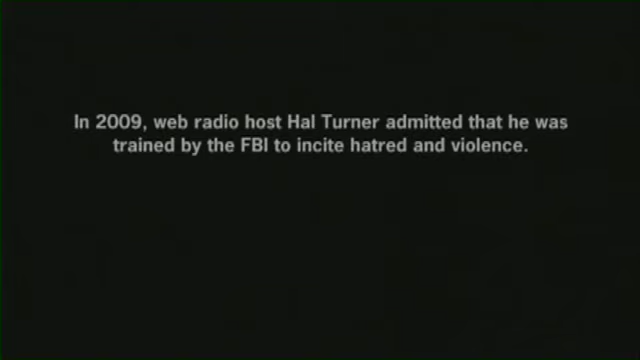 In 2009, web radio host Hal Turner admitted that he was
trained by the FBI to incite hatred and violence.